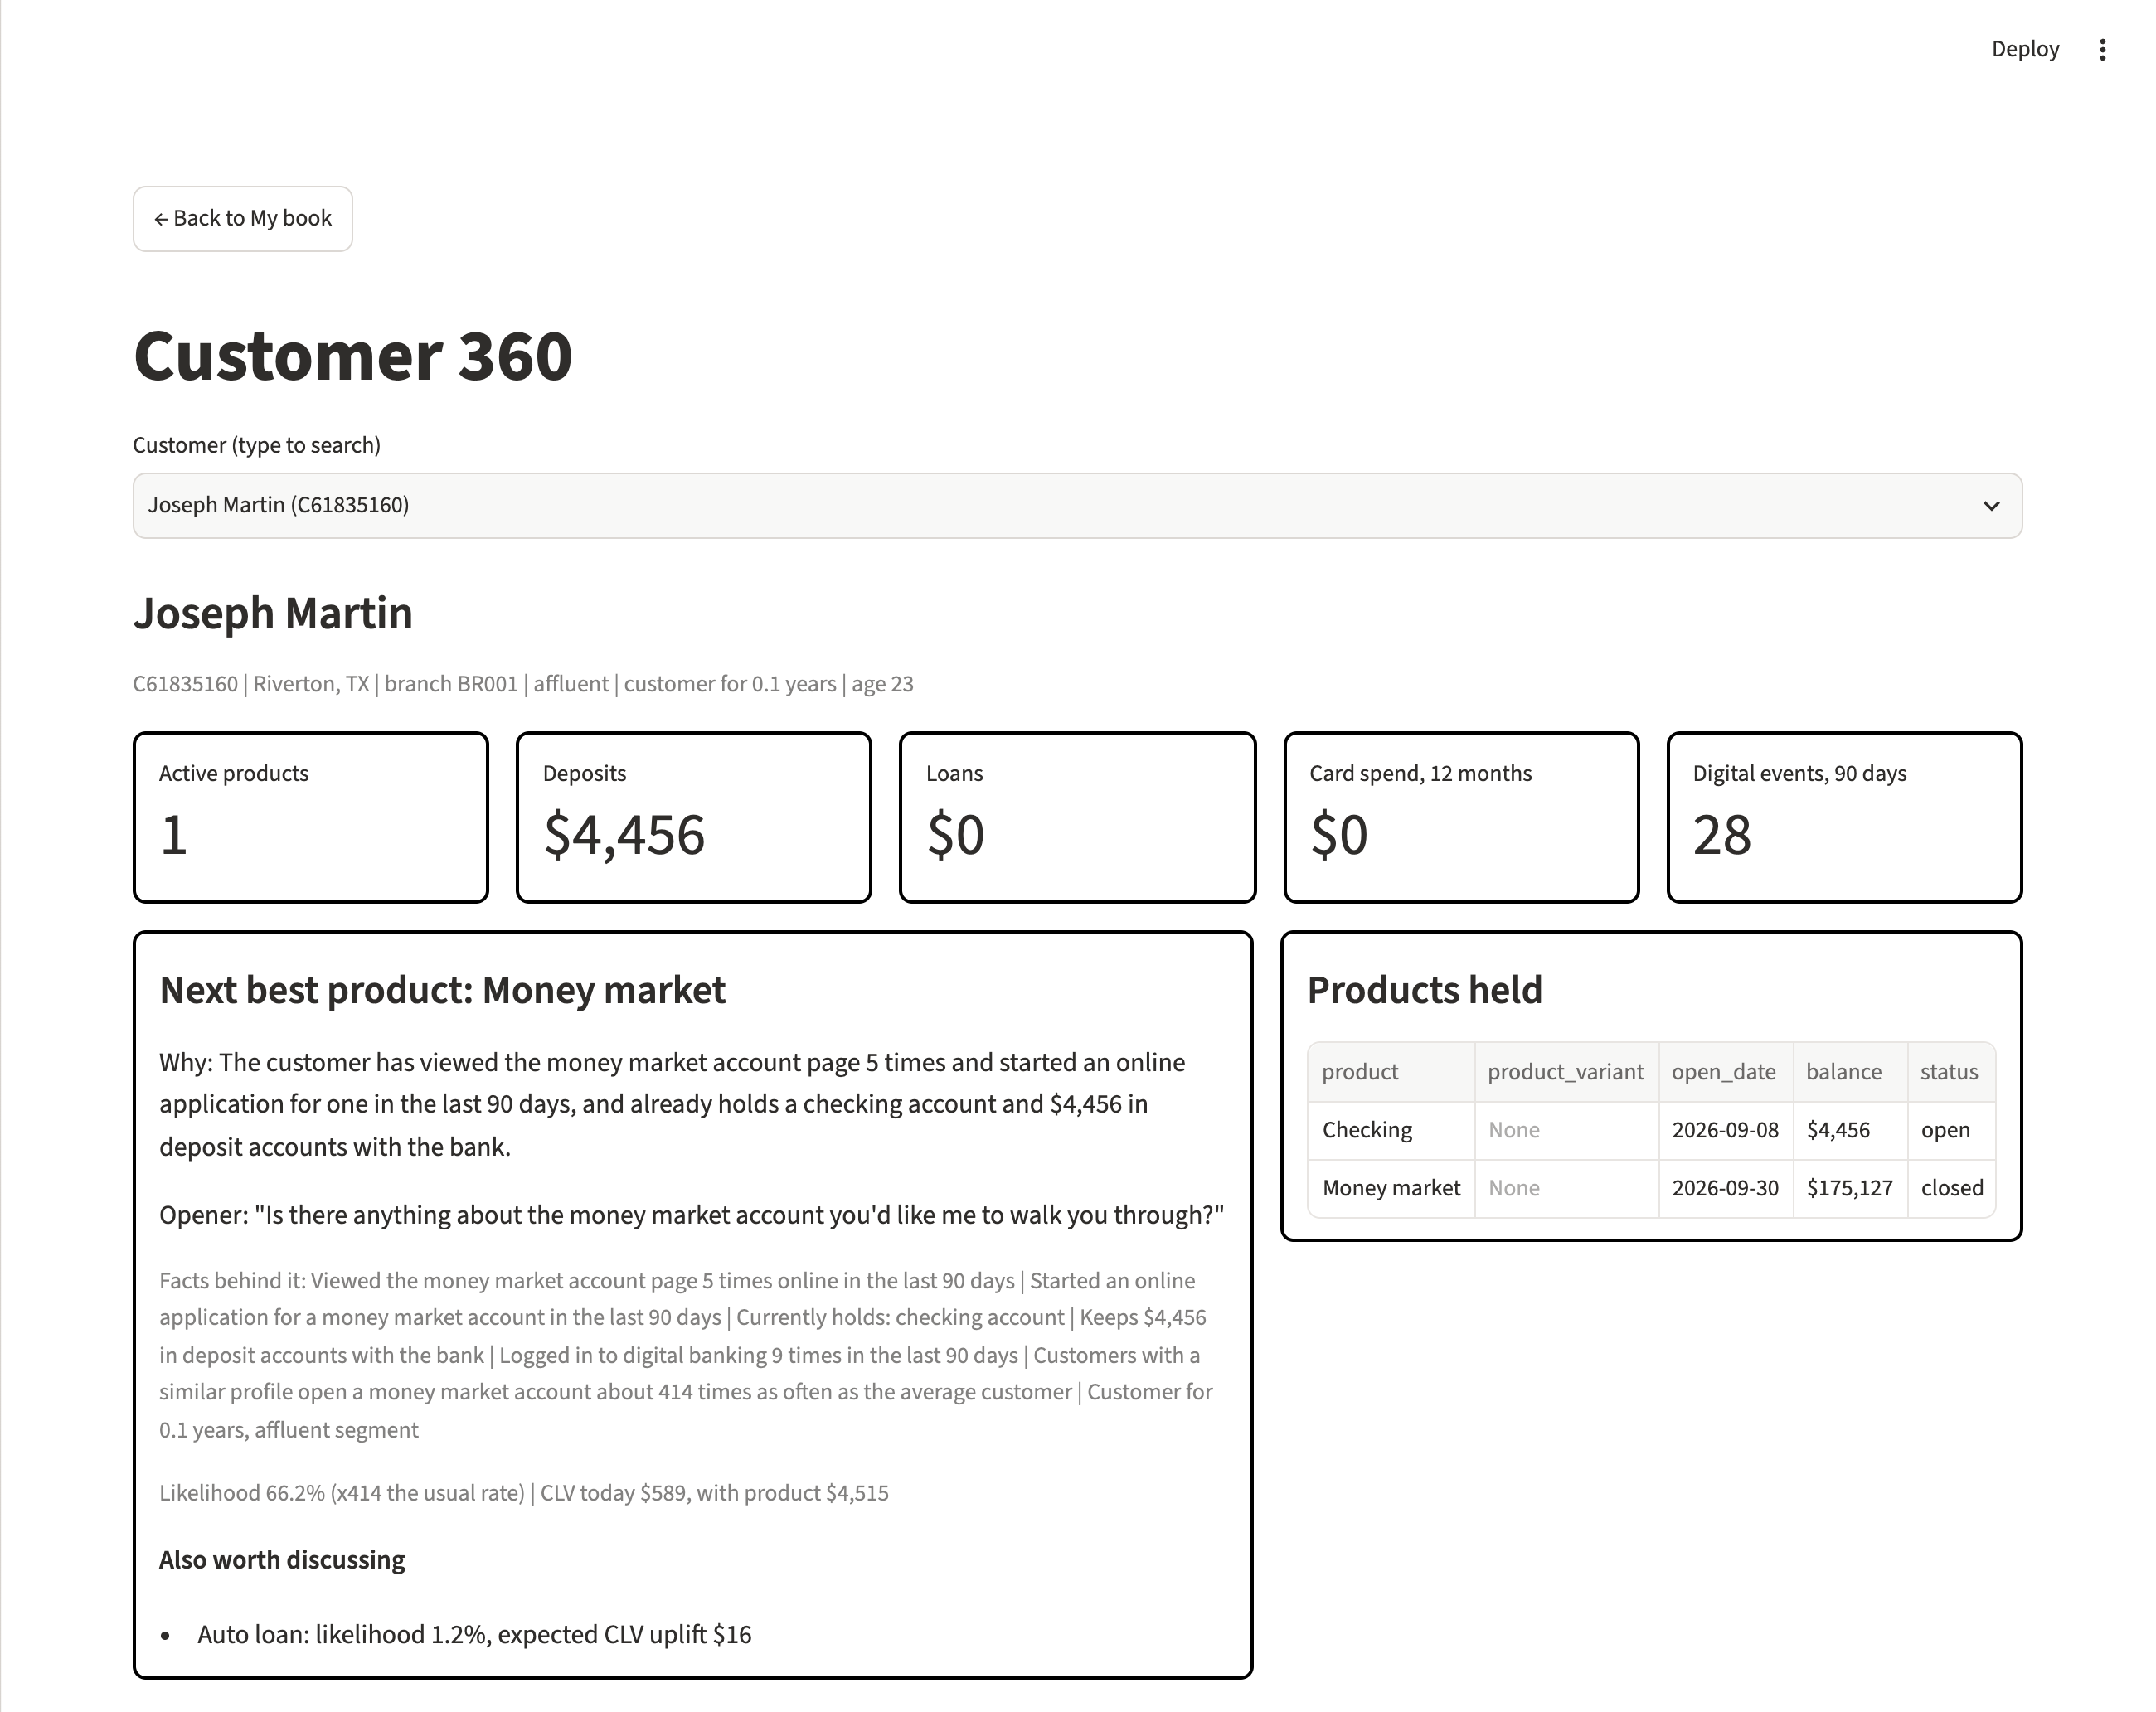 Deploy
← Back to My book
Customer 360
Customer (type to search)
Joseph Martin (C61835160)
Joseph Martin
C61835160 | Riverton, TX | branch BR001 | affluent | customer for 0.1 years | age 23
Active products
1
Deposits
$4,456
Loans
$0
Card spend, 12 months
$0
Digital events, 90 days
28
Next best product: Money market
Why: The customer has viewed the money market account page 5 times and started an online
application for one in the last 90 days, and already holds a checking account and $4,456 in
deposit accounts with the bank.
Opener: "Is there anything about the money market account you'd like me to walk you through?"
Facts behind it: Viewed the money market account page 5 times online in the last 90 days | Started an online
application for a money market account in the last 90 days | Currently holds: checking account | Keeps $4,456
in deposit accounts with the bank | Logged in to digital banking 9 times in the last 90 days | Customers with a
similar profile open a money market account about 414 times as often as the average customer | Customer for
0.1 years, affluent segment
Likelihood 66.2% (x414 the usual rate) | CLV today $589, with product $4,515
Also worth discussing
• Auto loan: likelihood 1.2%, expected CLV uplift $16
Products held
product product_variant open_date balance status
Checking None 2026-09-08 $4,456 open
Money market None 2026-09-30 $175,127 closed